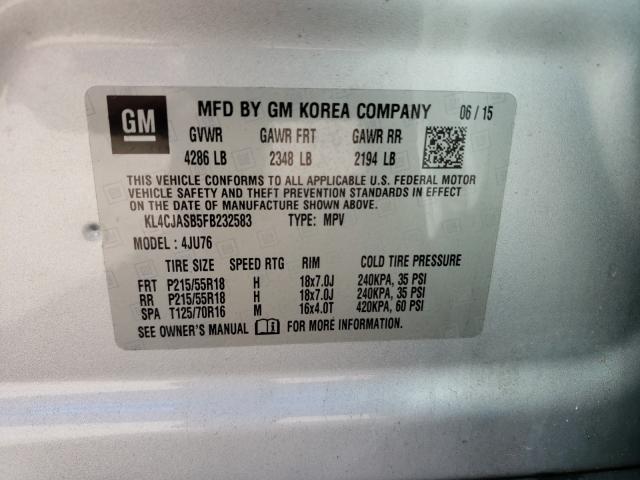 GM
MFD BY GM KOREA COMPANY 06 / 15
GVWR GAWR FRT GAWR RR
4286 LB 2348 LB 2194 LB
THIS VEHICLE CONFORMS TO ALL APPLICABLE U.S. FEDERAL MOTOR
VEHICLE SAFETY AND THEFT PREVENTION STANDARDS IN EFFECT
ON THE DATE OF MANUFACTURE SHOWN ABOVE.
KL4CJASB5FB232583 TYPE: MPV
MODEL : 4JU76
TIRE SIZE SPEED RTG RIM COLD TIRE PRESSURE
FRT P215/55R18 H 18x7.0J 240KPA, 35 PSI
RR P215/55R18 H 18x7.0J 240KPA, 35 PSI
SPA T125/70R16 M 16x4.0T 420KPA, 60 PSI
SEE OWNER'S MANUAL FOR MORE INFORMATION.